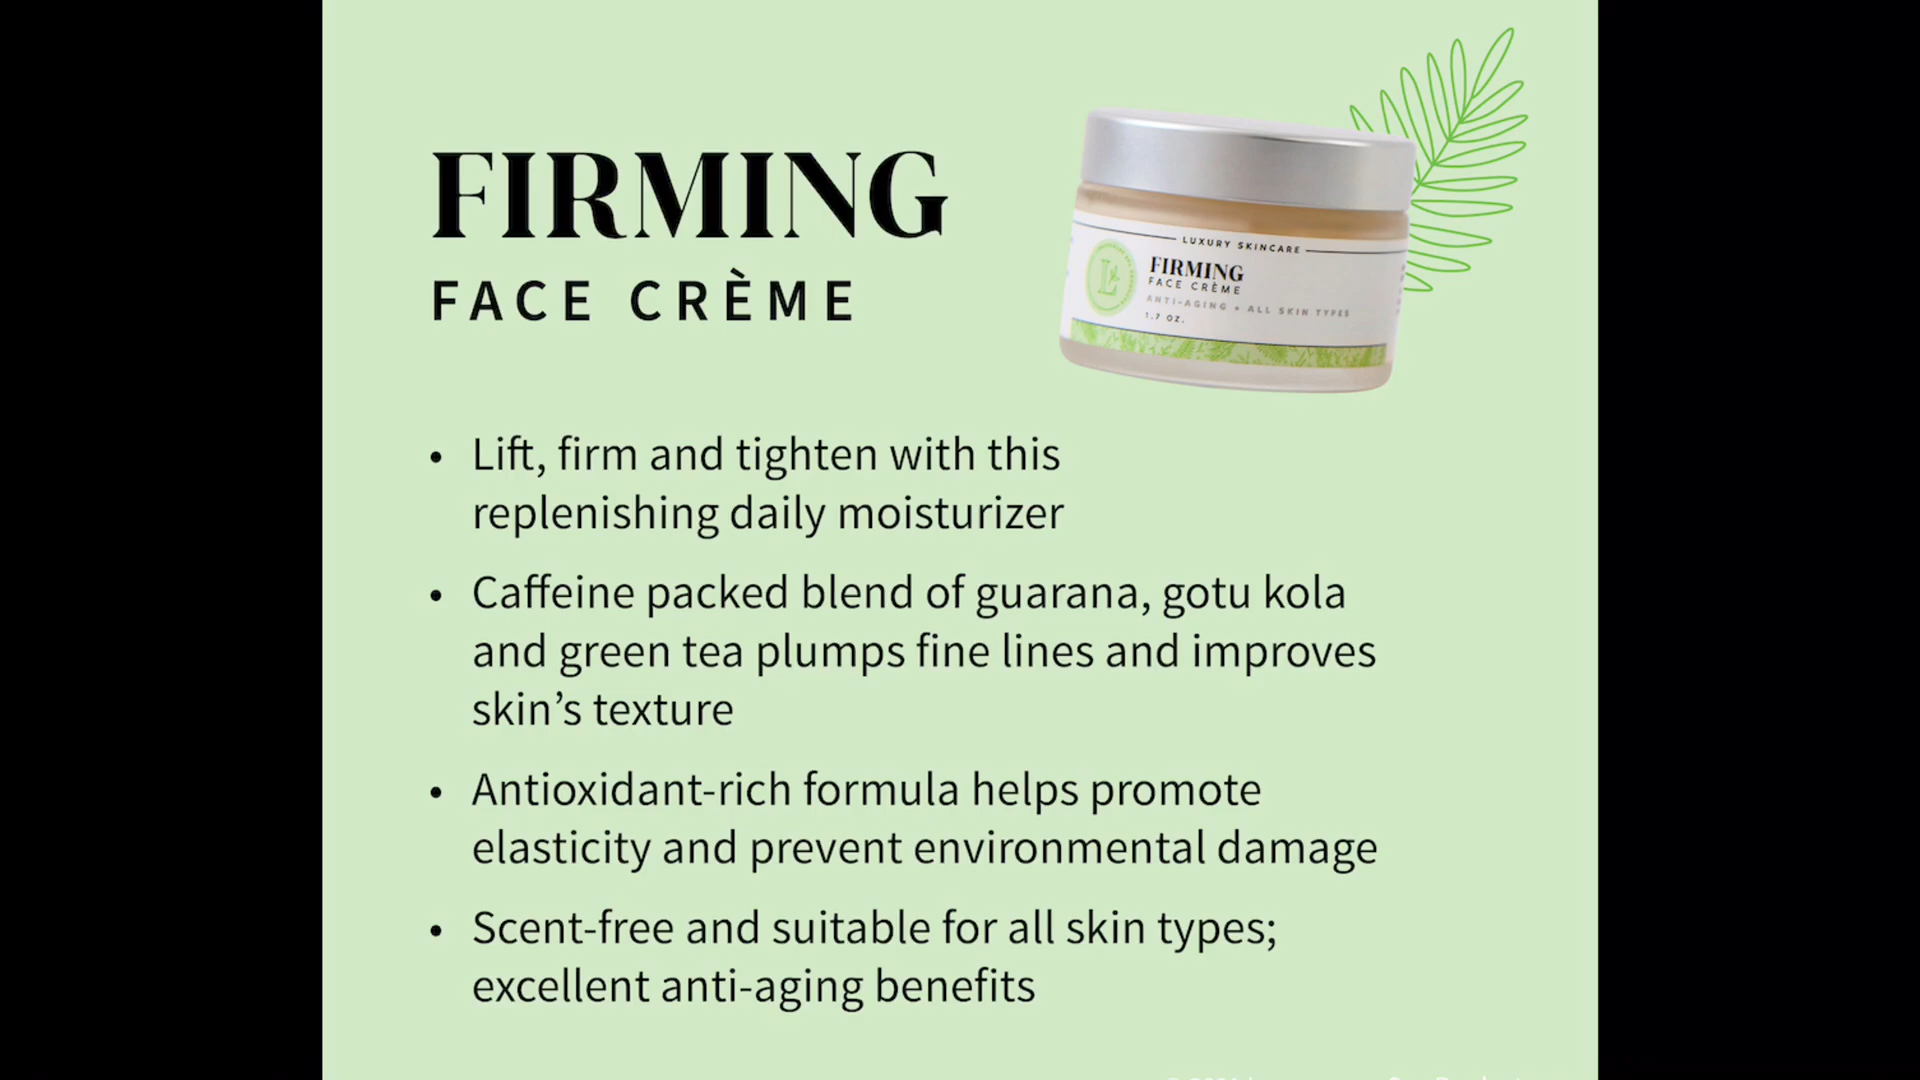 FIRMING
FACE CRÈME
LUXURY SKINCARE
FIRMING
FACE CRÈME
ANTI-AGING + ALL SKIN TYPES
1.7 OZ.
• Lift, firm and tighten with this
replenishing daily moisturizer
• Caffeine packed blend of guarana, gotu kola
and green tea plumps fine lines and improves
skin’s texture
• Antioxidant-rich formula helps promote
elasticity and prevent environmental damage
• Scent-free and suitable for all skin types;
excellent anti-aging benefits